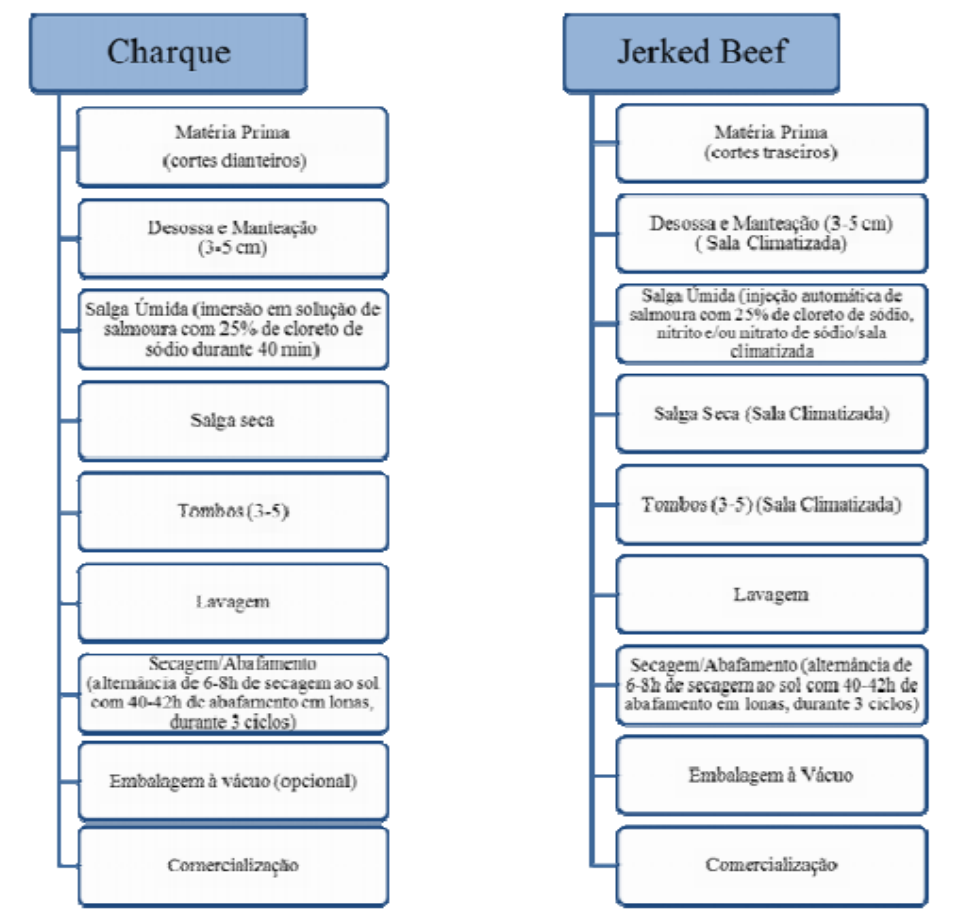 Charque
Matéria Prima
(cortes dianteiros)
Desossa e Manteação
(3-5 cm)
Salga Úmida (imersão em solução de
salmoura com 25% de cloreto de
sódio durante 40 min)
Salga seca
Tombos (3-5)
Lavagem
Secagem/Abafamento
(alternância de 6-8h de secagem ao sol
com 40-42h de abafamento em lonas,
durante 3 ciclos)
Embalagem à vácuo (opcional)
Comercialização
Jerked Beef
Matéria Prima
(cortes traseiros)
Desossa e Manteação (3-5 cm)
( Sala Climatizada)
Salga Úmida (injeção automática de
salmoura com 25% de cloreto de sódio,
nitrito e/ou nitrato de sódio/sala
climatizada
Salga Seca (Sala Climatizada)
Tombos (3-5) (Sala Climatizada)
Lavagem
Secagem/Abafamento (alternância de
6-8h de secagem ao sol com 40-42h de
abafamento em lonas, durante 3 ciclos)
Embalagem à Vácuo
Comercialização